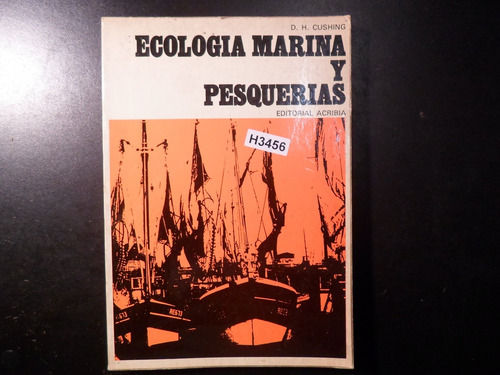 D. H. CUSHING
ECOLOGIA MARINA
Y
PESQUERIAS
EDITORIAL ACRIBIA
H3456